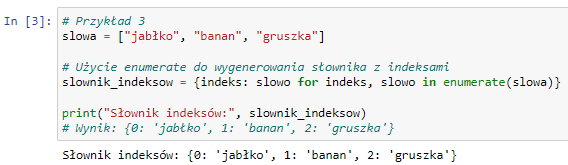 In [3]: # Przykład 3
slowa = ["jabłko", "banan", "gruszka"]
# Użycie enumerate do wygenerowania słownika z indeksami
slownik_indeksow = {indeks: slowo for indeks, slowo in enumerate(slowa)}
print("Słownik indeksów:", slownik_indeksow)
# Wynik: {0: 'jabłko', 1: 'banan', 2: 'gruszka'}
Słownik indeksów: {0: 'jabłko', 1: 'banan', 2: 'gruszka'}